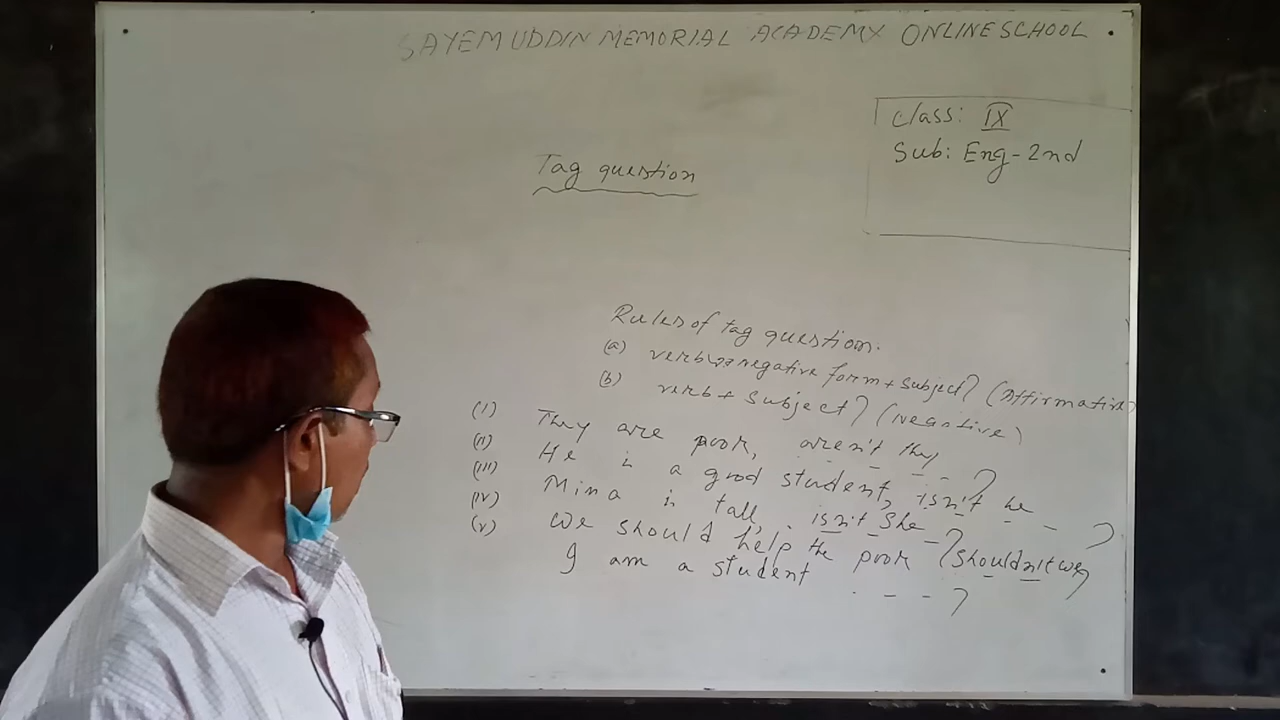 SAYEMUDDIN MEMORIAL ACADEMY ONLINE SCHOOL
Class: IX
Sub: Eng-2nd
Tag question
Rules of tag question:
(a) verb negative form + Subject? (Affirmative)
(b) verb + Subject? (Negative)
(I) They are poor, aren't they ?
(II) He is a good student, isn't he ?
(III) Mina is tall, isn't She ?
(IV) We should help the poor ? shouldn't we,
(V) I am a student - - - ?